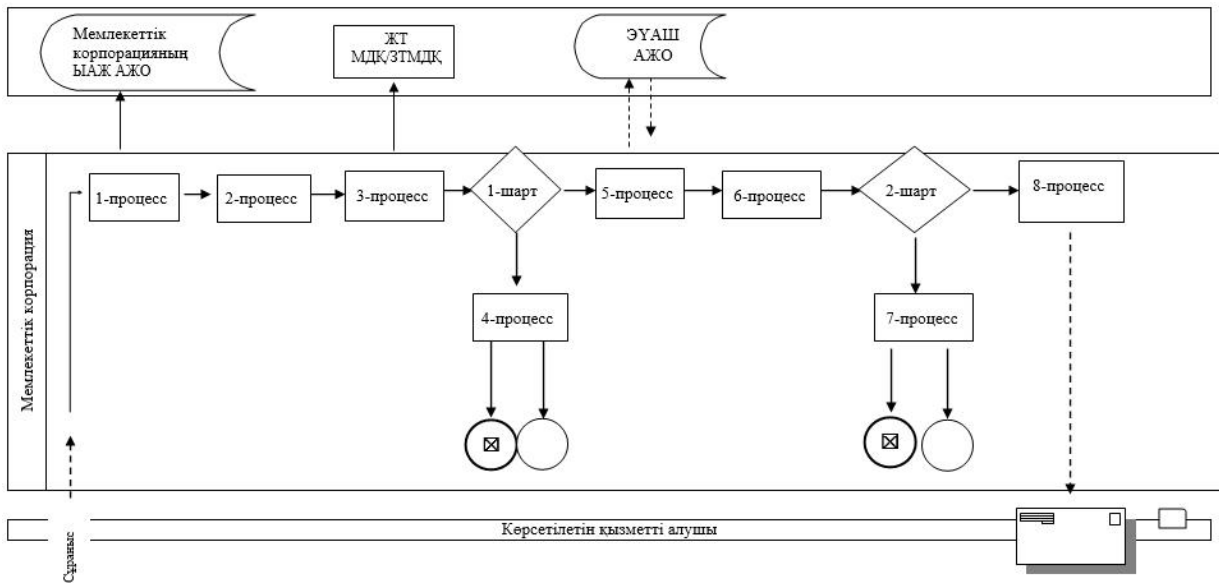 Мемлекеттік
корпорацияның
ЫАЖ АЖО
ЖТ
МДҚ/ЗТМДҚ
ЭҮАШ
АЖО
Мемлекеттік корпорация
1-процесс
2-процесс
3-процесс
1-шарт
5-процесс
6-процесс
2-шарт
8-процесс
4-процесс
7-процесс
Сұраныс
Көрсетілетін қызметті алушы